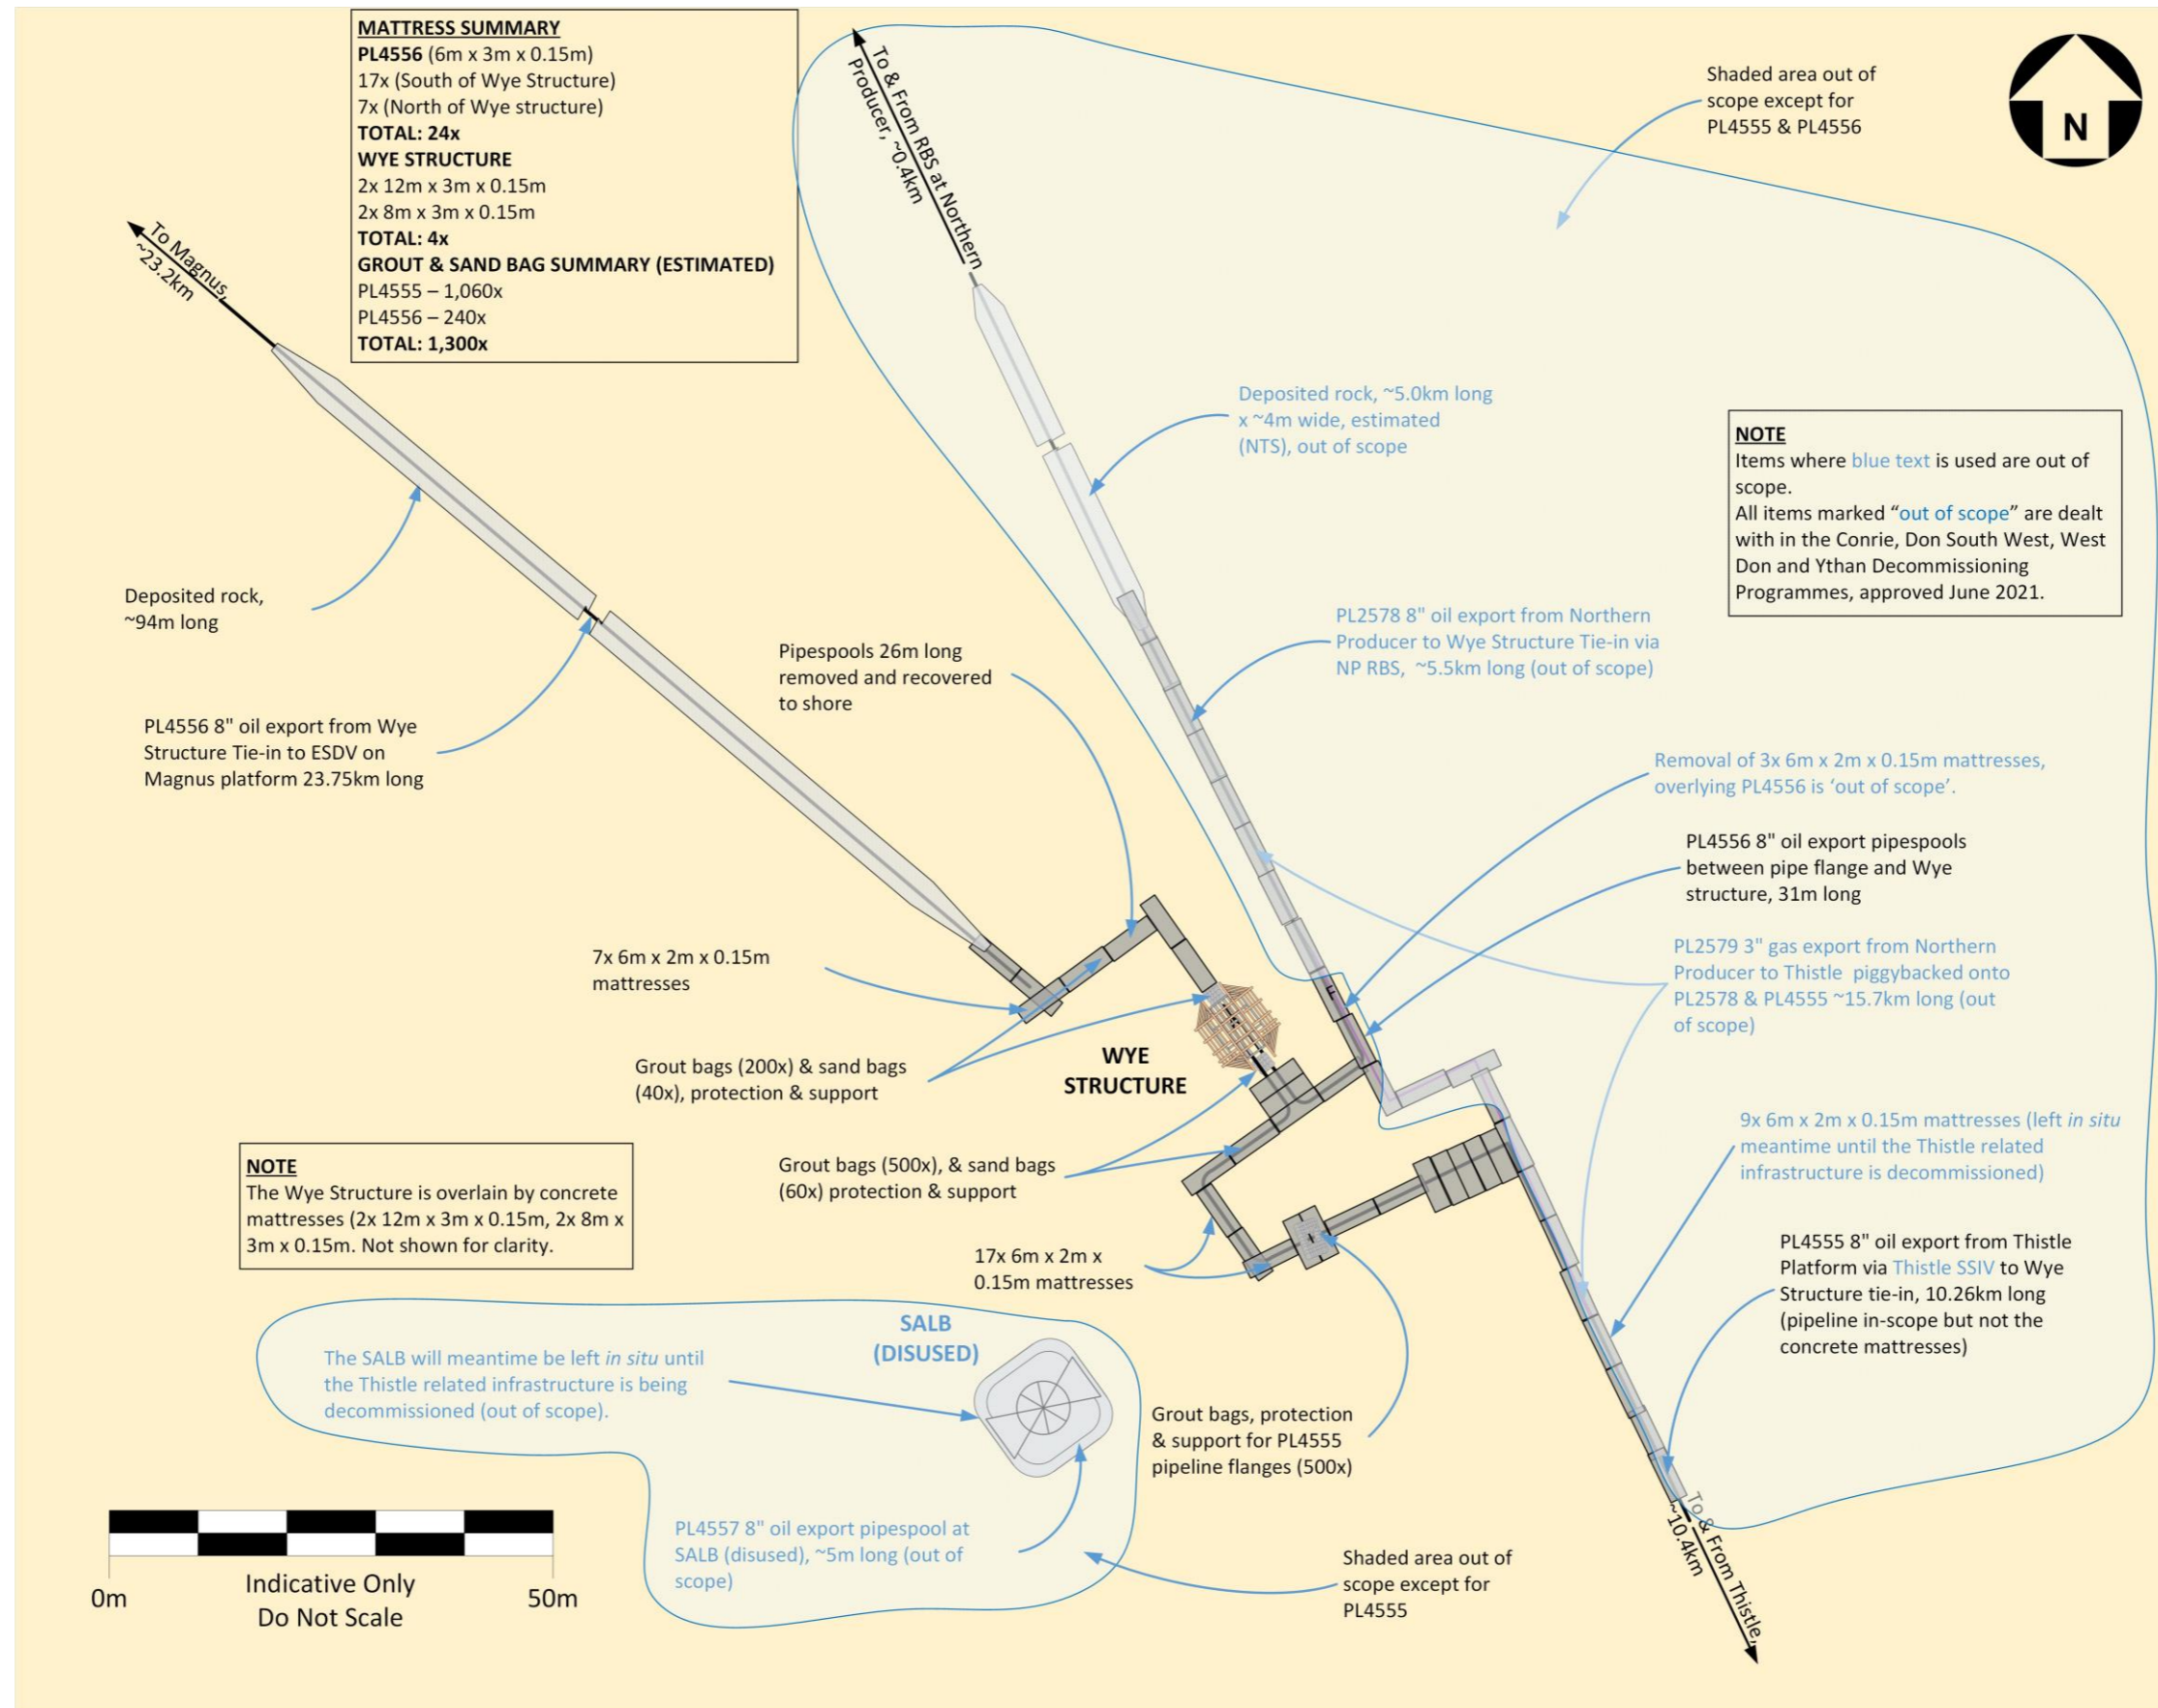 MATTRESS SUMMARY
PL4556 (6m x 3m x 0.15m)
17x (South of Wye Structure)
7x (North of Wye structure)
TOTAL: 24x
WYE STRUCTURE
2x 12m x 3m x 0.15m
2x 8m x 3m x 0.15m
TOTAL: 4x
GROUT & SAND BAG SUMMARY (ESTIMATED)
PL4555 – 1,060x
PL4556 – 240x
TOTAL: 1,300x
To & From RBS at Northern
Producer, ~0.4km
Shaded area out of
scope except for
PL4555 & PL4556
N
To Magnus,
~23.2km
Deposited rock, ~5.0km long
x ~4m wide, estimated
(NTS), out of scope
NOTE
Items where blue text is used are out of
scope.
All items marked “out of scope” are dealt
with in the Conrie, Don South West, West
Don and Ythan Decommissioning
Programmes, approved June 2021.
Deposited rock,
~94m long
PL2578 8" oil export from Northern
Producer to Wye Structure Tie-in via
NP RBS, ~5.5km long (out of scope)
Pipespools 26m long
removed and recovered
to shore
PL4556 8" oil export from Wye
Structure Tie-in to ESDV on
Magnus platform 23.75km long
Removal of 3x 6m x 2m x 0.15m mattresses,
overlying PL4556 is ‘out of scope’.
PL4556 8" oil export pipespools
between pipe flange and Wye
structure, 31m long
7x 6m x 2m x 0.15m
mattresses
PL2579 3" gas export from Northern
Producer to Thistle piggybacked onto
PL2578 & PL4555 ~15.7km long (out
of scope)
WYE
STRUCTURE
Grout bags (200x) & sand bags
(40x), protection & support
9x 6m x 2m x 0.15m mattresses (left in situ
meantime until the Thistle related
infrastructure is decommissioned)
Grout bags (500x), & sand bags
(60x) protection & support
NOTE
The Wye Structure is overlain by concrete
mattresses (2x 12m x 3m x 0.15m, 2x 8m x
3m x 0.15m. Not shown for clarity.
17x 6m x 2m x
0.15m mattresses
PL4555 8" oil export from Thistle
Platform via Thistle SSIV to Wye
Structure tie-in, 10.26km long
(pipeline in-scope but not the
concrete mattresses)
SALB
(DISUSED)
The SALB will meantime be left in situ until
the Thistle related infrastructure is being
decommissioned (out of scope).
Grout bags, protection
& support for PL4555
pipeline flanges (500x)
PL4557 8" oil export pipespool at
SALB (disused), ~5m long (out of
scope)
Shaded area out of
scope except for
PL4555
To & From Thistle,
~10.4km
0m
Indicative Only
Do Not Scale
50m